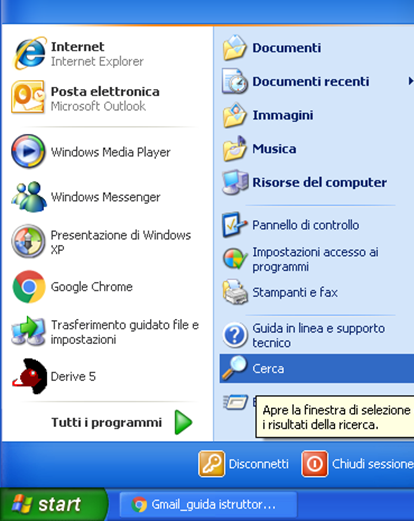 Internet
Internet Explorer
Posta elettronica
Microsoft Outlook
Windows Media Player
Windows Messenger
Presentazione di Windows
XP
Google Chrome
Trasferimento guidato file e
impostazioni
Derive 5
Tutti i programmi
Documenti
Documenti recenti
Immagini
Musica
Risorse del computer
Pannello di controllo
Impostazioni accesso ai
programmi
Stampanti e fax
Guida in linea e supporto
tecnico
Cerca
Apre la finestra di selezione
i risultati della ricerca.
Disconnetti
Chiudi sessione
start
Gmail_guida istruttor...